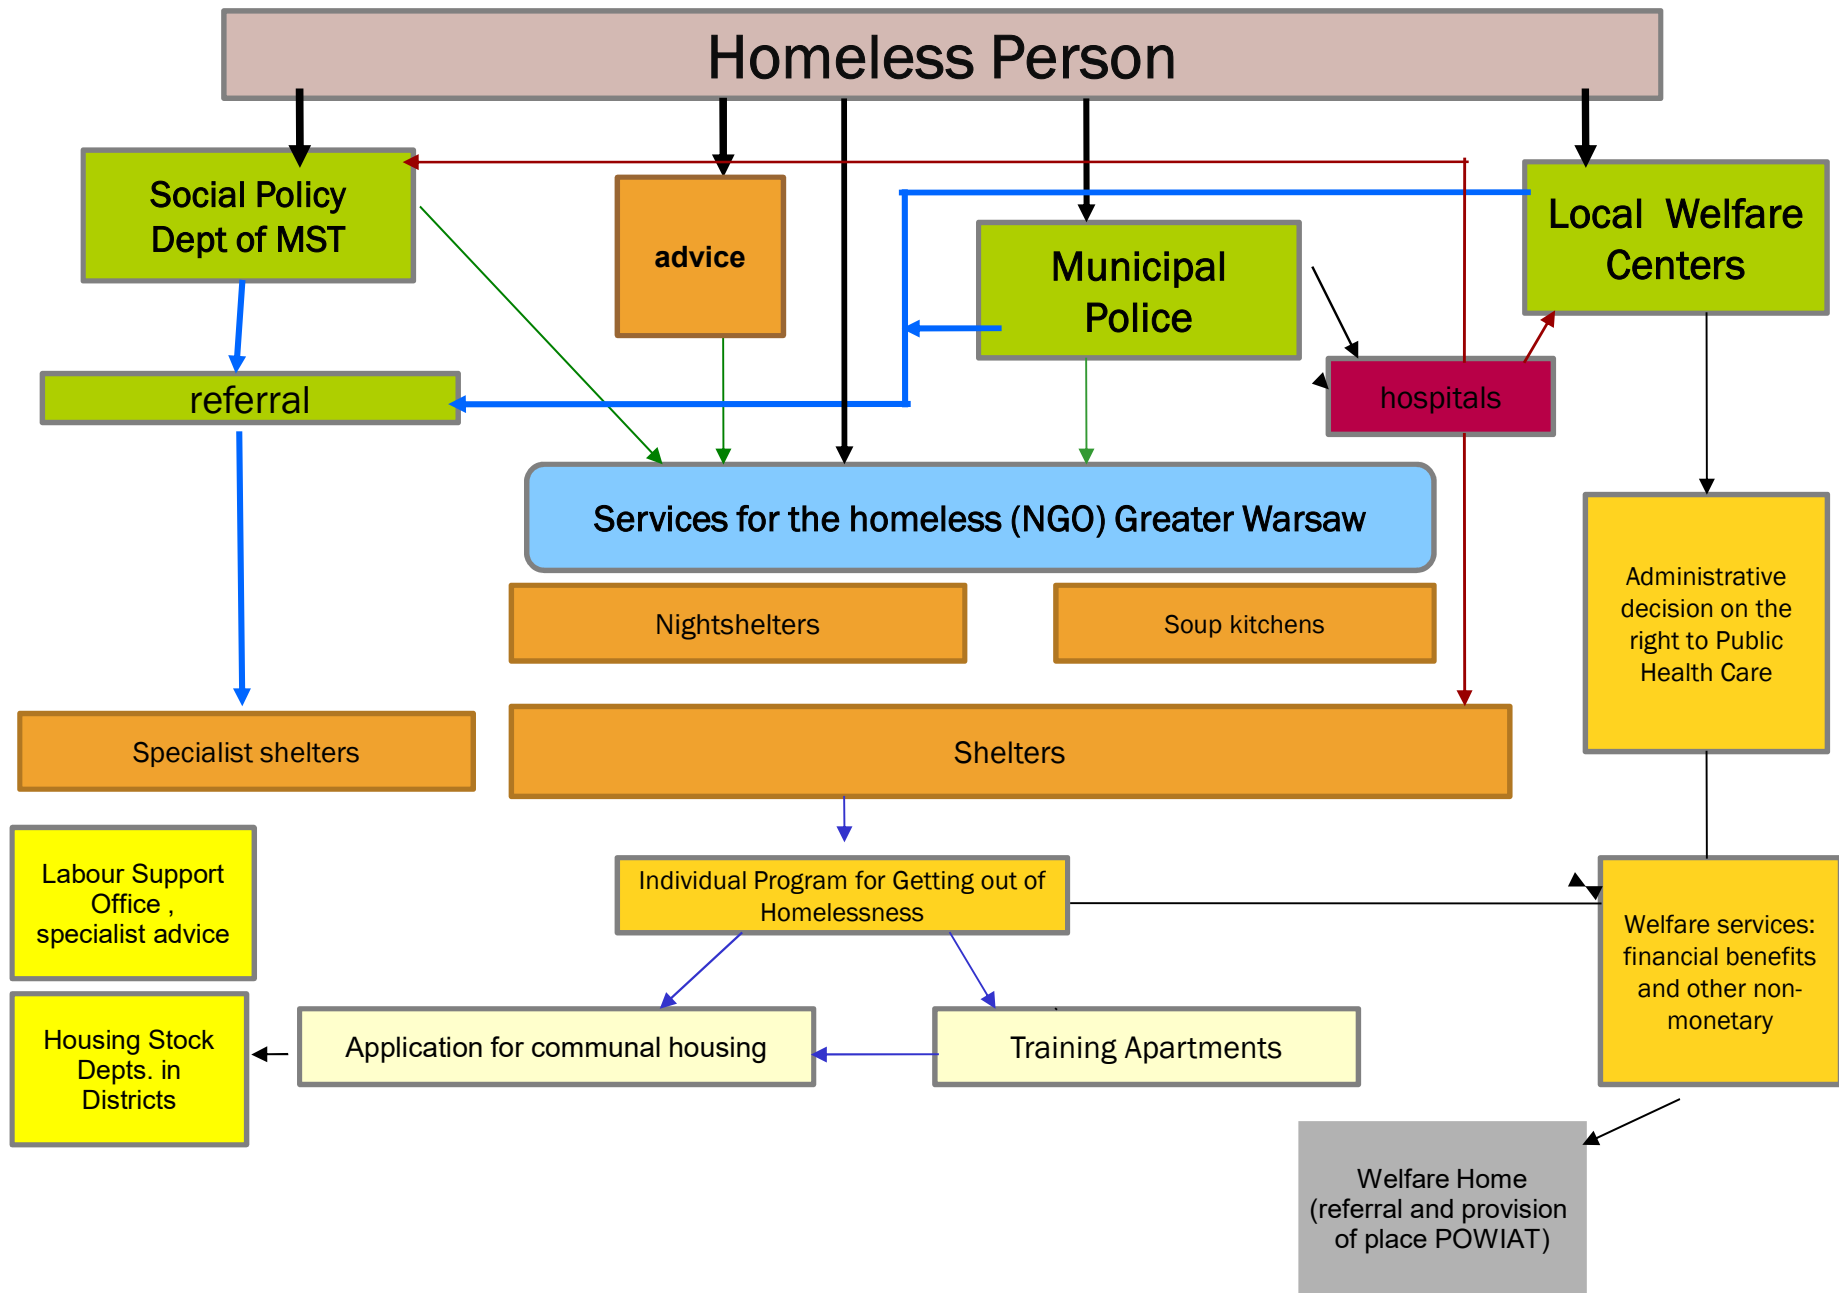 Homeless Person
Social Policy
Dept of MST
advice
Municipal
Police
Local Welfare
Centers
referral
hospitals
Services for the homeless (NGO) Greater Warsaw
Nightshelters
Soup kitchens
Administrative
decision on the
right to Public
Health Care
Specialist shelters
Shelters
Labour Support
Office ,
specialist advice
Individual Program for Getting out of
Homelessness
Welfare services:
financial benefits
and other non-
monetary
Housing Stock
Depts. in
Districts
Application for communal housing
Training Apartments
Welfare Home
(referral and provision
of place POWIAT)